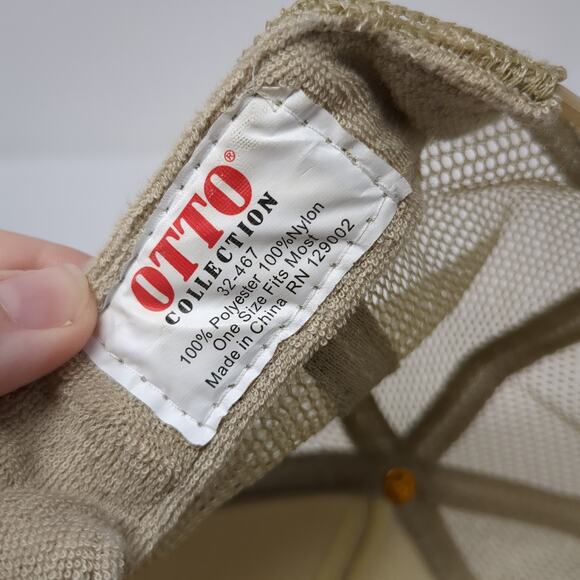 OTTO®
COLLECTION
32-467
100% Polyester 100%Nylon
One Size Fits Most
Made in China RN 129002